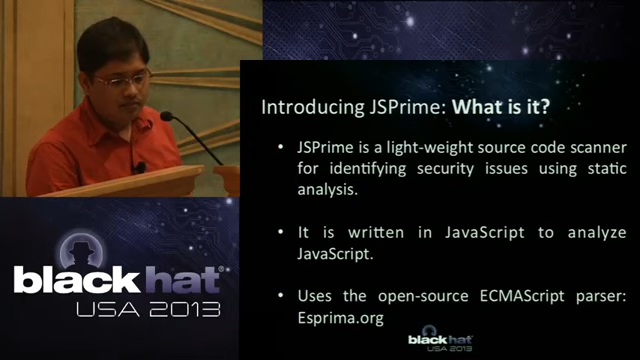 Introducing JSPrime: What is it?
• JSPrime is a light-weight source code scanner
for identifying security issues using static
analysis.
• It is written in JavaScript to analyze
JavaScript.
• Uses the open-source ECMAScript parser:
Esprima.org
black hat
USA 2013
black hat®
USA 2013